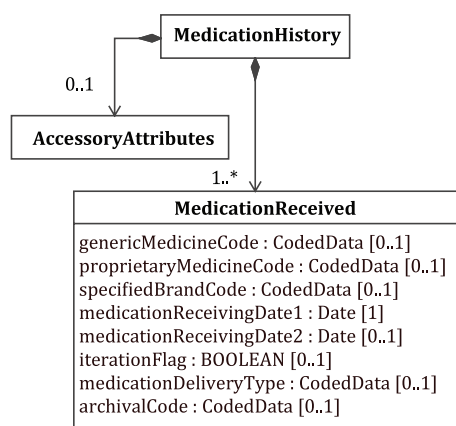 MedicationHistory
0..1
AccessoryAttributes
1..*
MedicationReceived
genericMedicineCode : CodedData [0..1]
proprietaryMedicineCode : CodedData [0..1]
specifiedBrandCode : CodedData [0..1]
medicationReceivingDate1 : Date [1]
medicationReceivingDate2 : Date [0..1]
iterationFlag : BOOLEAN [0..1]
medicationDeliveryType : CodedData [0..1]
archivalCode : CodedData [0..1]